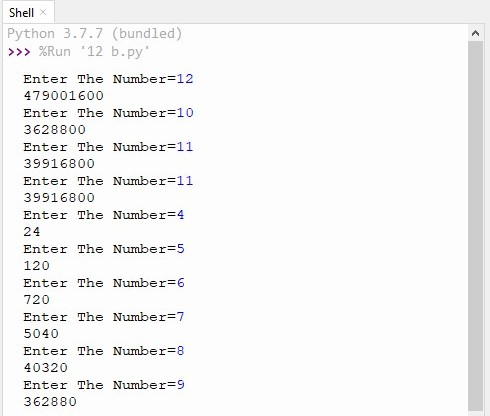 Shell ×
Python 3.7.7 (bundled)
>>> %Run '12 b.py'
Enter The Number=12
479001600
Enter The Number=10
3628800
Enter The Number=11
39916800
Enter The Number=11
39916800
Enter The Number=4
24
Enter The Number=5
120
Enter The Number=6
720
Enter The Number=7
5040
Enter The Number=8
40320
Enter The Number=9
362880